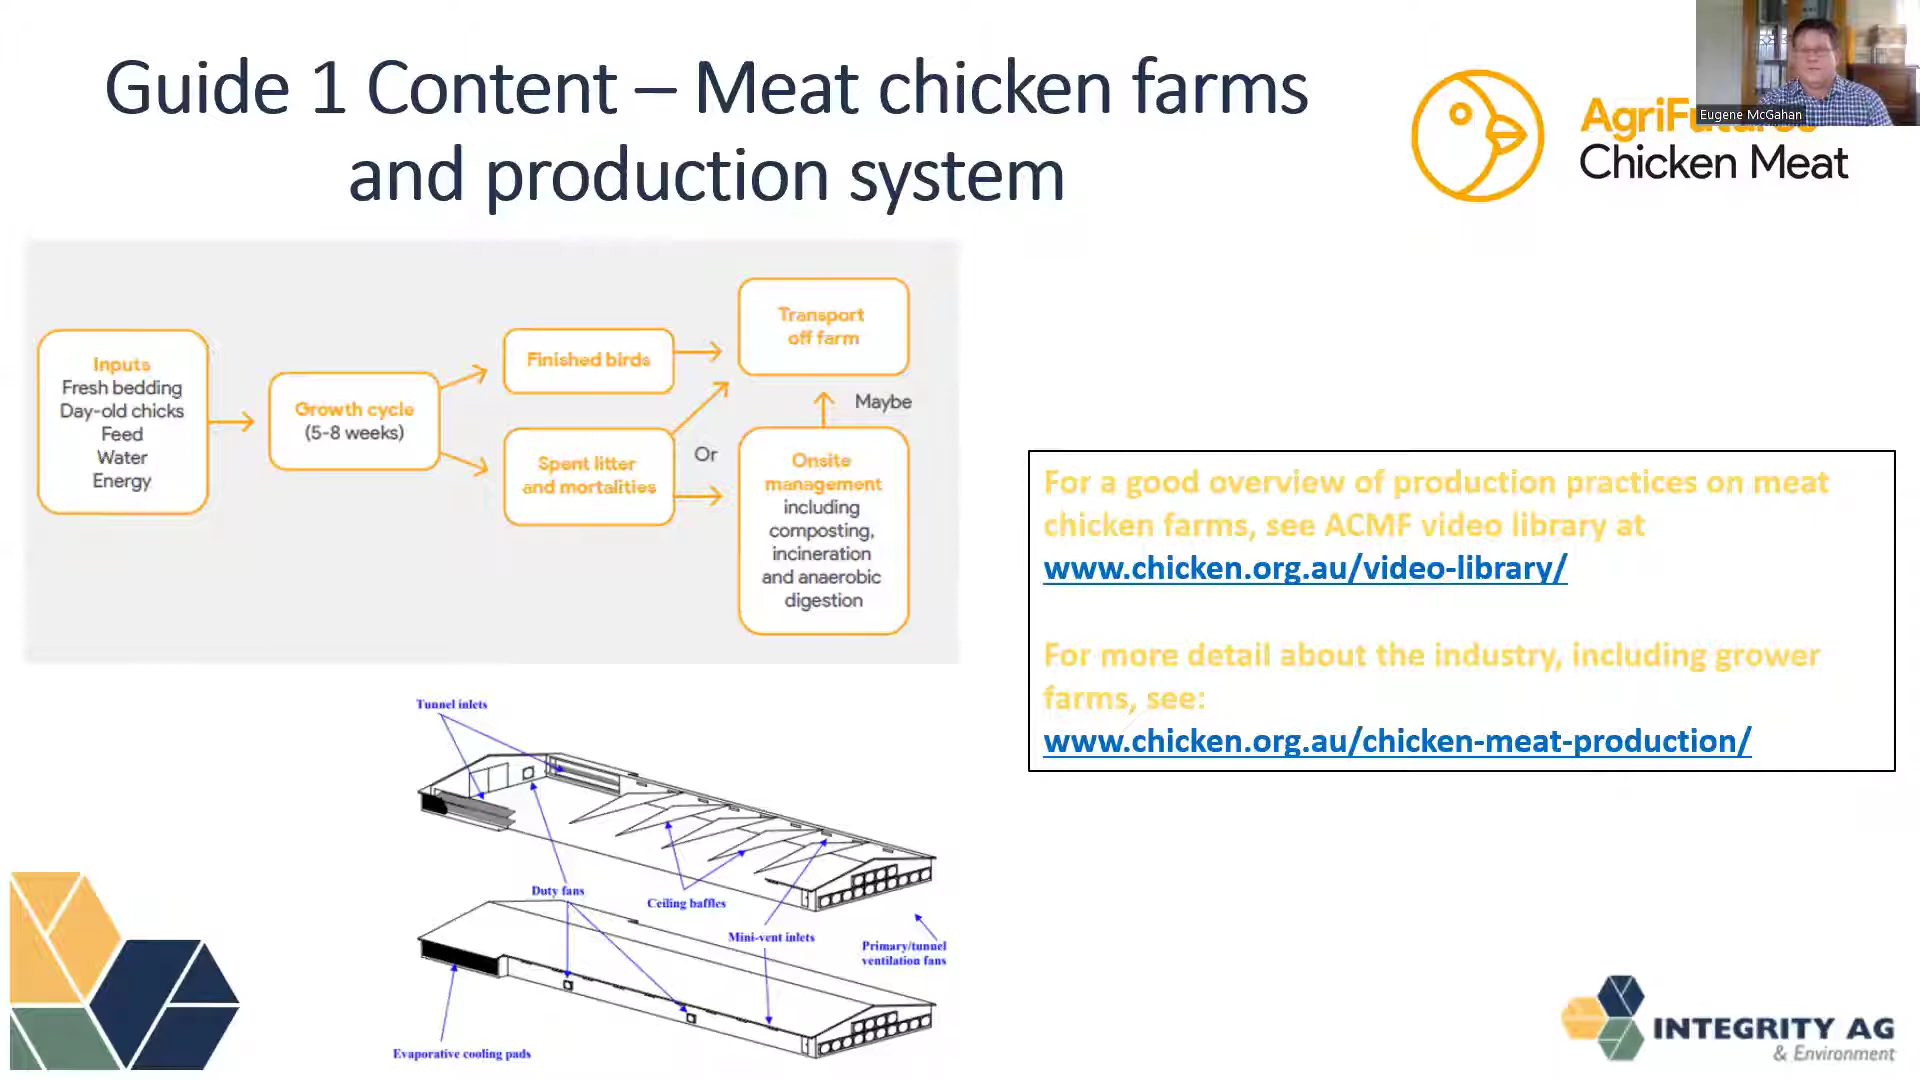 Guide 1 Content – Meat chicken farms
and production system
Eugene McGahan
Chicken Meat
Inputs
Fresh bedding
Day-old chicks
Feed
Water
Energy
Growth cycle
(5-8 weeks)
Finished birds
Spent litter
and mortalities
Or
Transport
off farm
Maybe
Onsite
management
including
composting,
incineration
and anaerobic
digestion
For a good overview of production practices on meat
chicken farms, see ACMF video library at
www.chicken.org.au/video-library/
For more detail about the industry, including grower
farms, see:
www.chicken.org.au/chicken-meat-production/
Tunnel inlets
Duty fans
Ceiling baffles
Mini-vent inlets
Primary/tunnel
ventilation fans
Evaporative cooling pads
INTEGRITY AG
& Environment